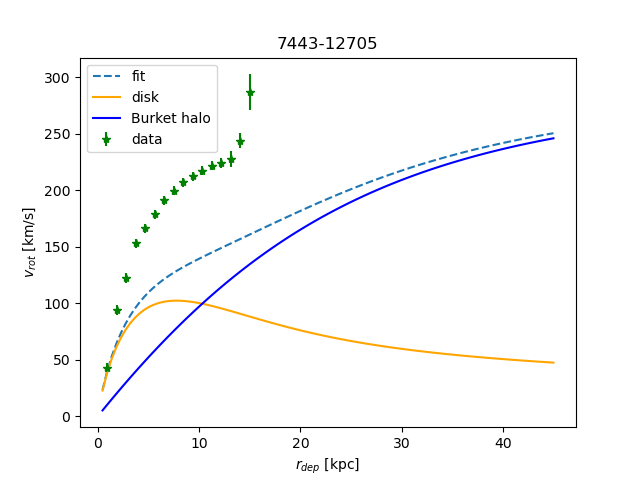 7443-12705
fit
disk
Burket halo
data
300
250
200
150
100
50
0
v_rot [km/s]
0 10 20 30 40
r_dep [kpc]